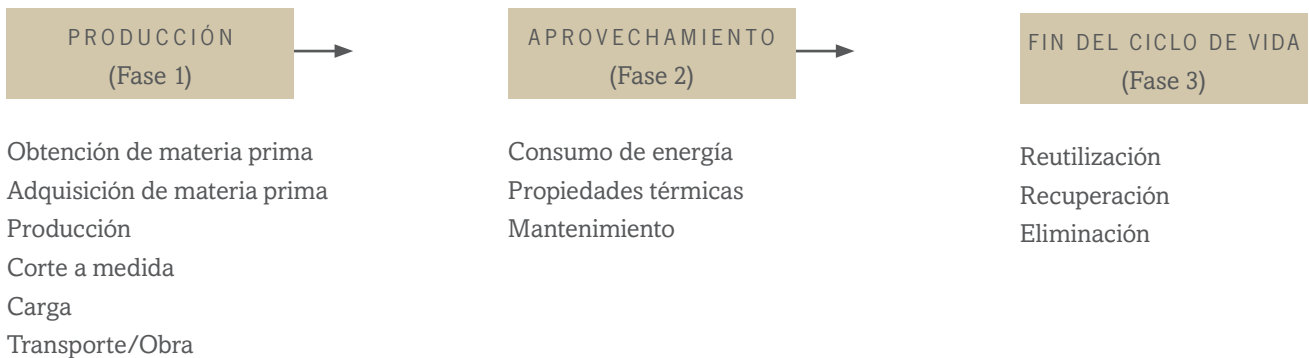 PRODUCCIÓN
(Fase 1)
Obtención de materia prima
Adquisición de materia prima
Producción
Corte a medida
Carga
Transporte/Obra
APROVECHAMIENTO
(Fase 2)
Consumo de energía
Propiedades térmicas
Mantenimiento
FIN DEL CICLO DE VIDA
(Fase 3)
Reutilización
Recuperación
Eliminación